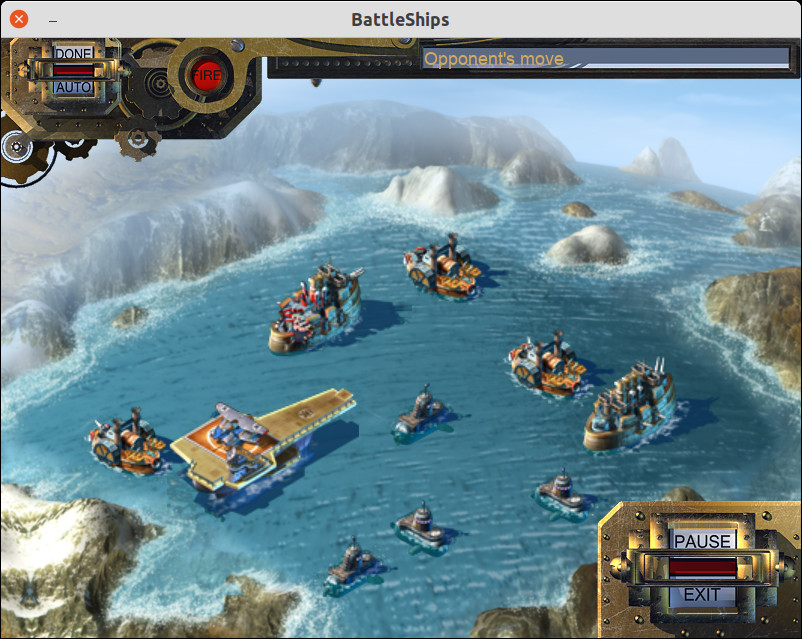 BattleShips
DONE
AUTO
FIRE
Opponent's move
PAUSE
EXIT